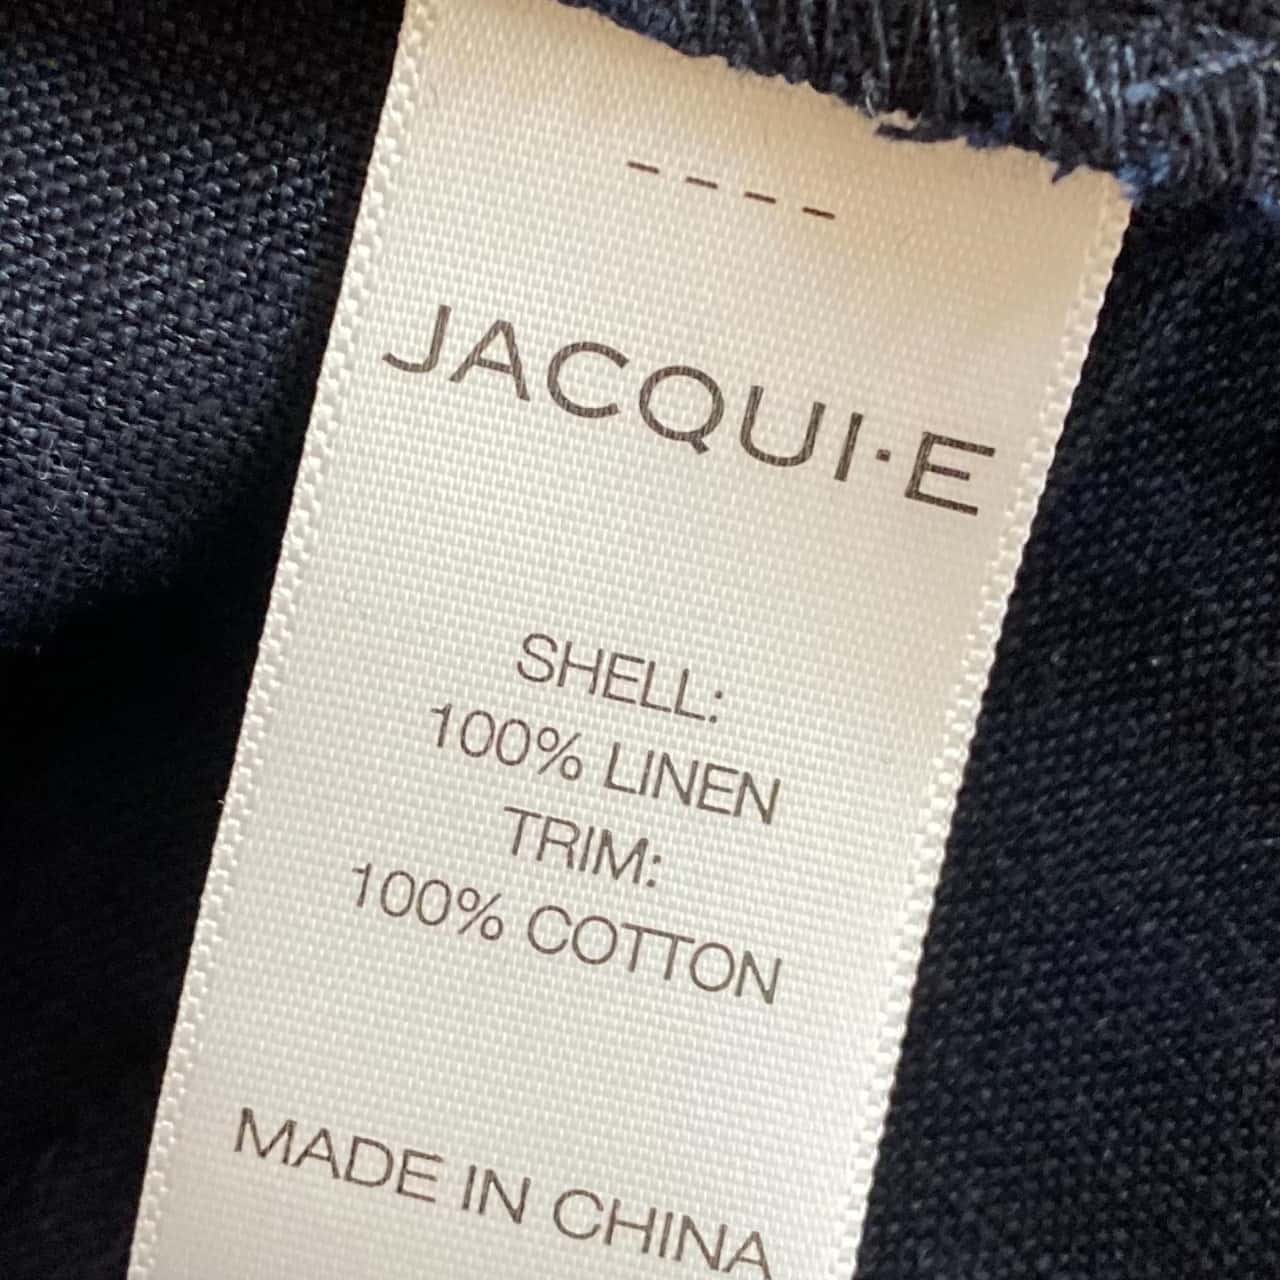 JACQUI·E
SHELL:
100% LINEN
TRIM:
100% COTTON
MADE IN CHINA